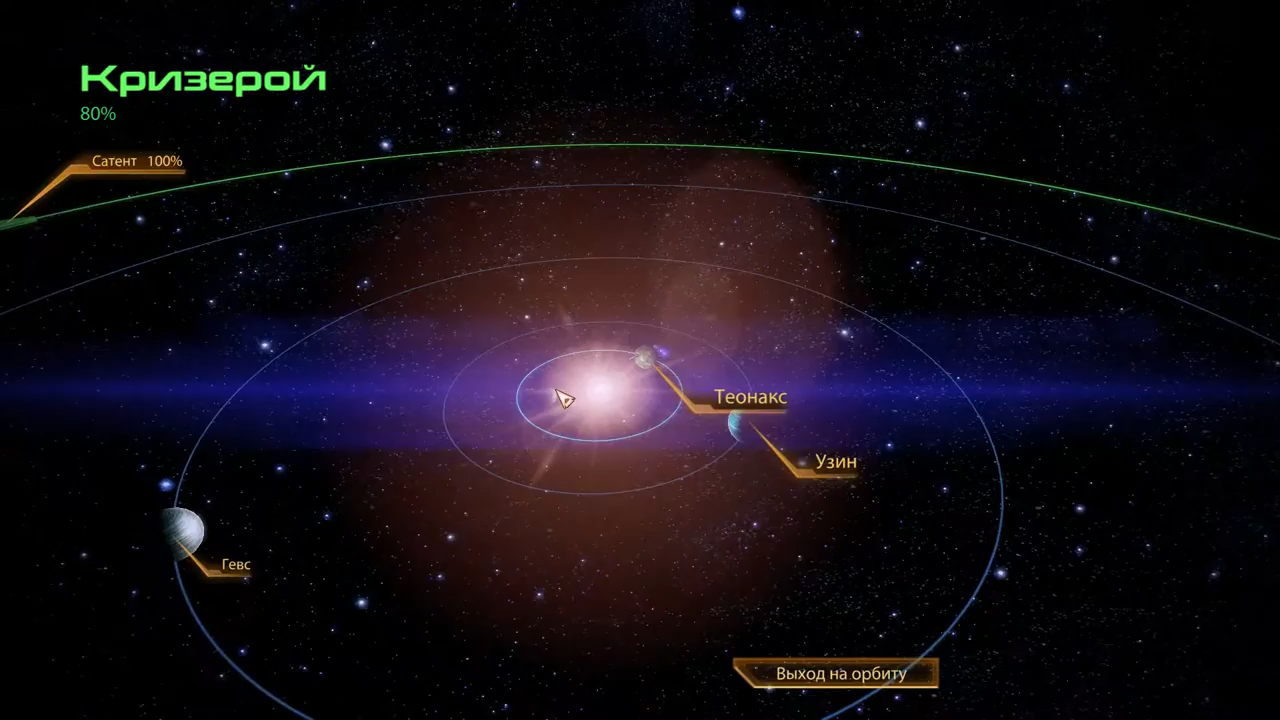 Кризерой
80%
Сатент 100%
Теонакс
Узин
Гевс
Выход на орбиту